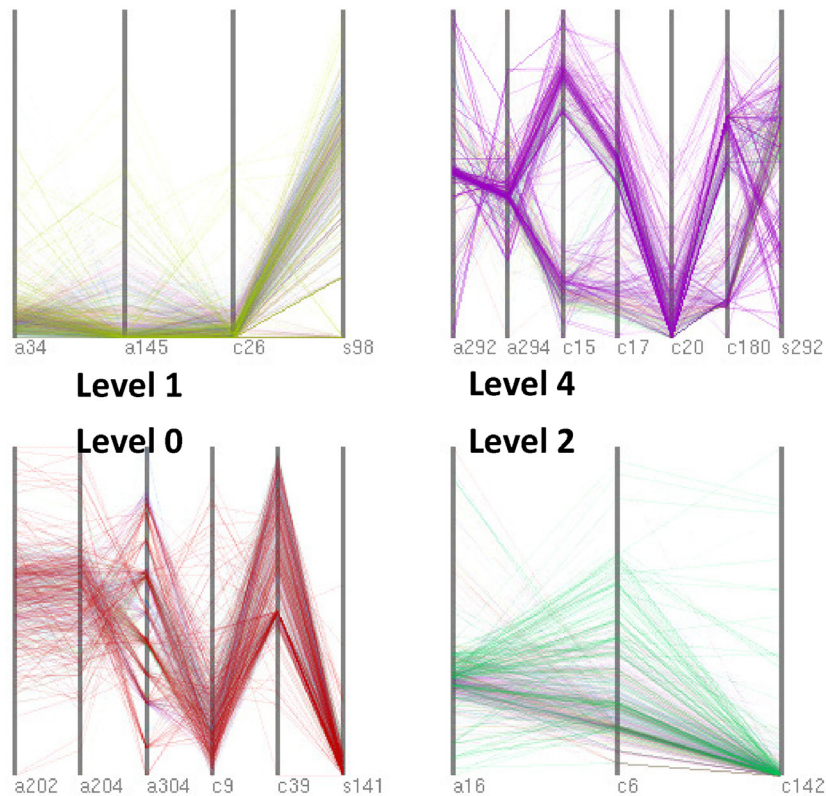 a34 a145 c26 s98
a292 a294 c15 c17 c20 c180 s292
Level 1
Level 4
Level 0
Level 2
a202 a204 a304 c9 c39 s141
a16 c6 c142